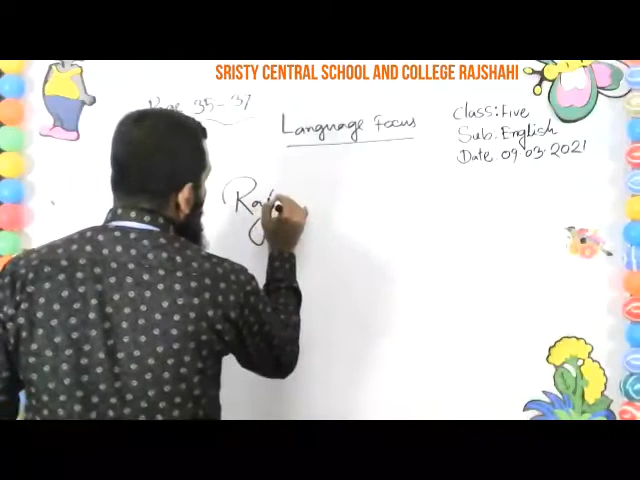 SRISTY CENTRAL SCHOOL AND COLLEGE RAJSHAHI
Page 35-37
Language Focus
Class: Five
Sub. English
Date 09.03.2021